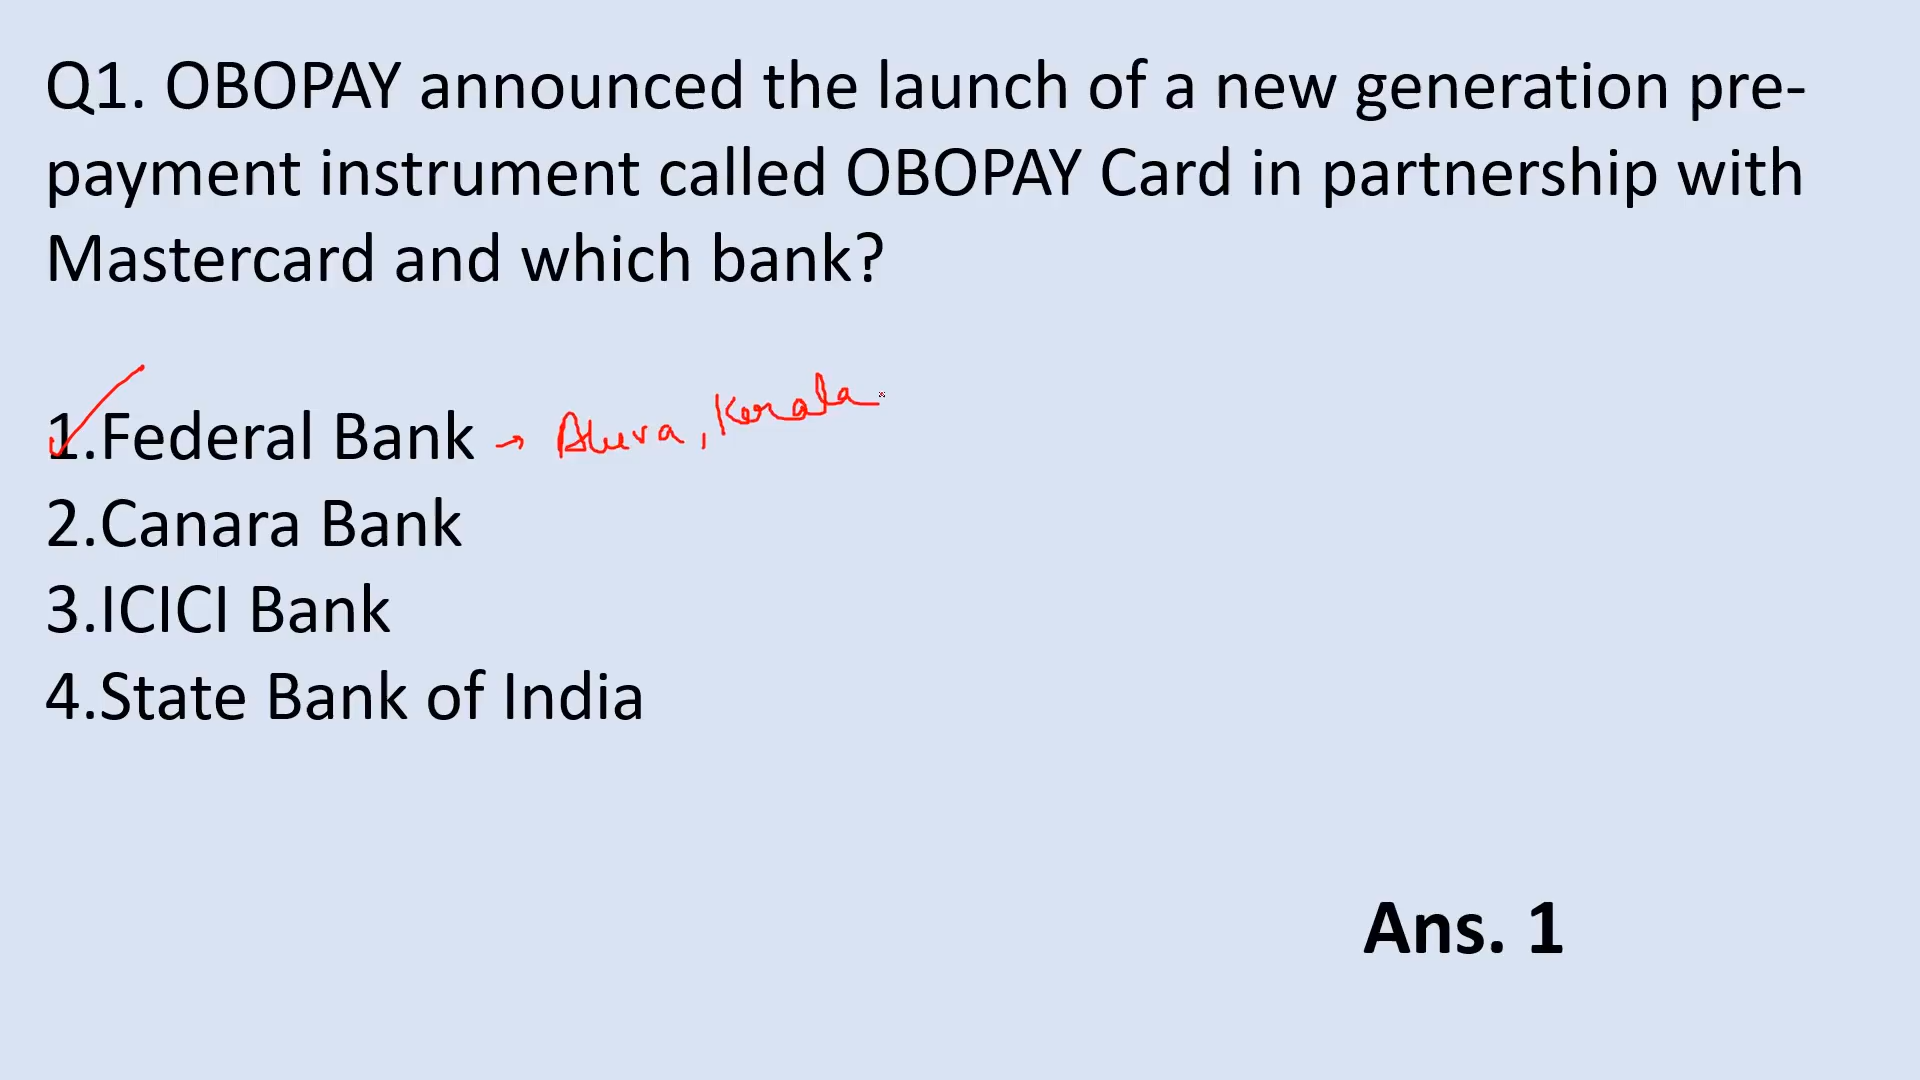 Q1. OBOPAY announced the launch of a new generation pre-
payment instrument called OBOPAY Card in partnership with
Mastercard and which bank?
1.Federal Bank → Aluva, Kerala
2.Canara Bank
3.ICICI Bank
4.State Bank of India
Ans. 1